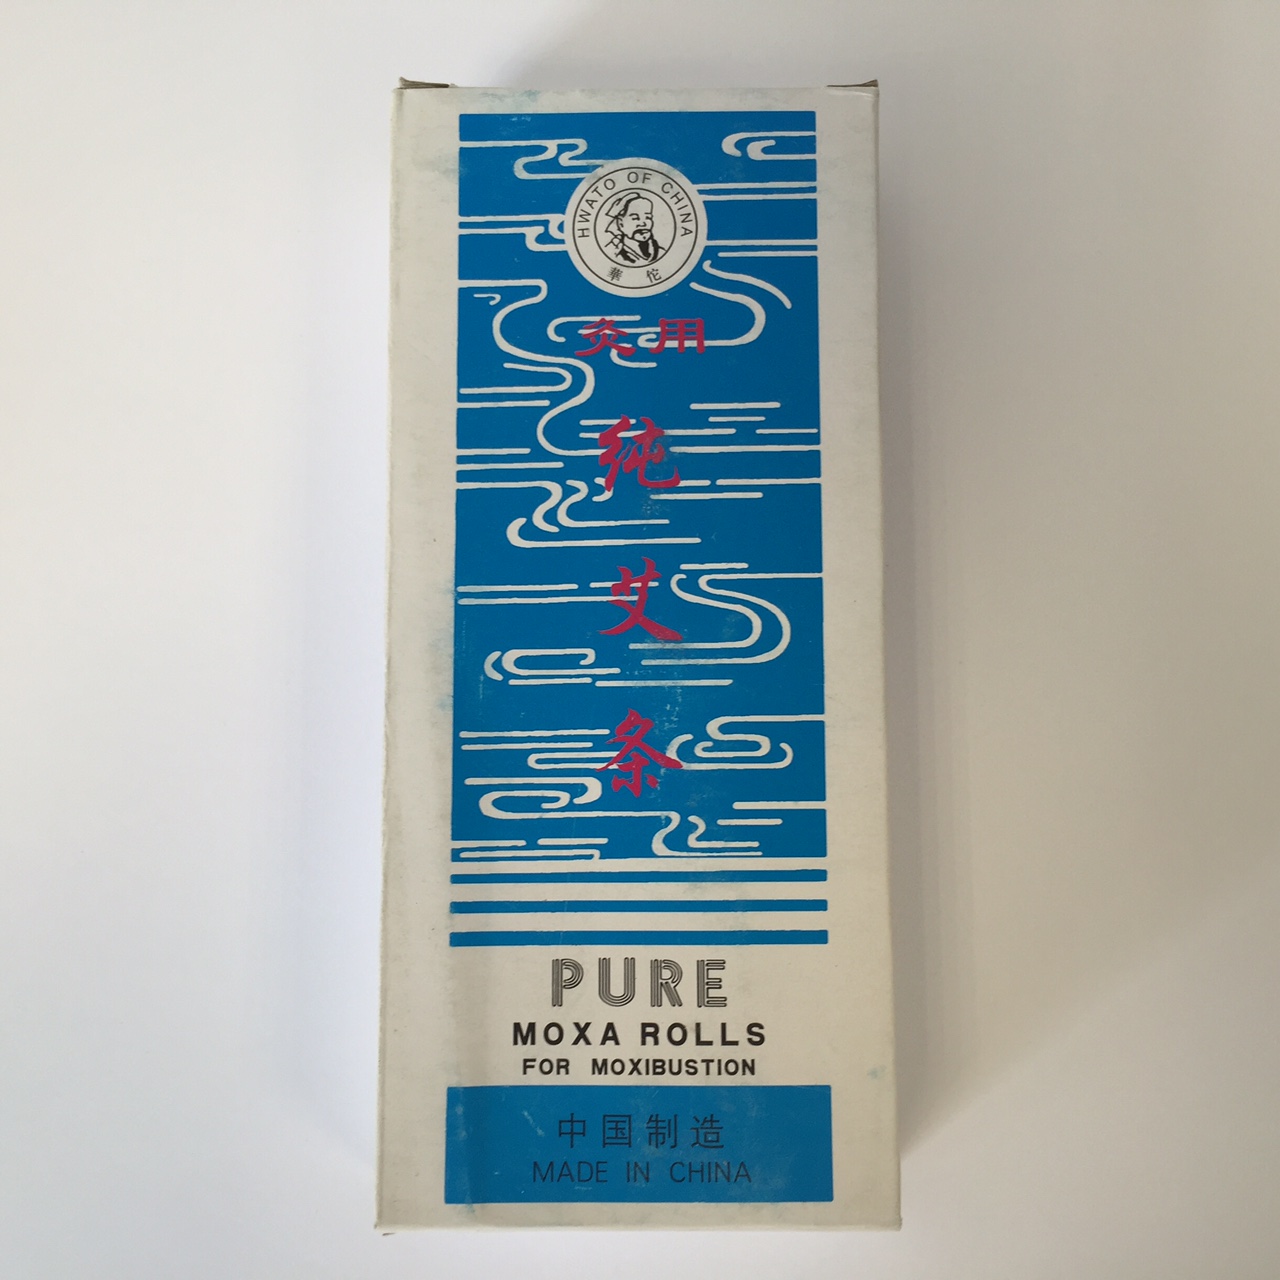 HWATO OF CHINA
華佗
灸用
纯
艾
条
PURE
MOXA ROLLS
FOR MOXIBUSTION
中国制造
MADE IN CHINA